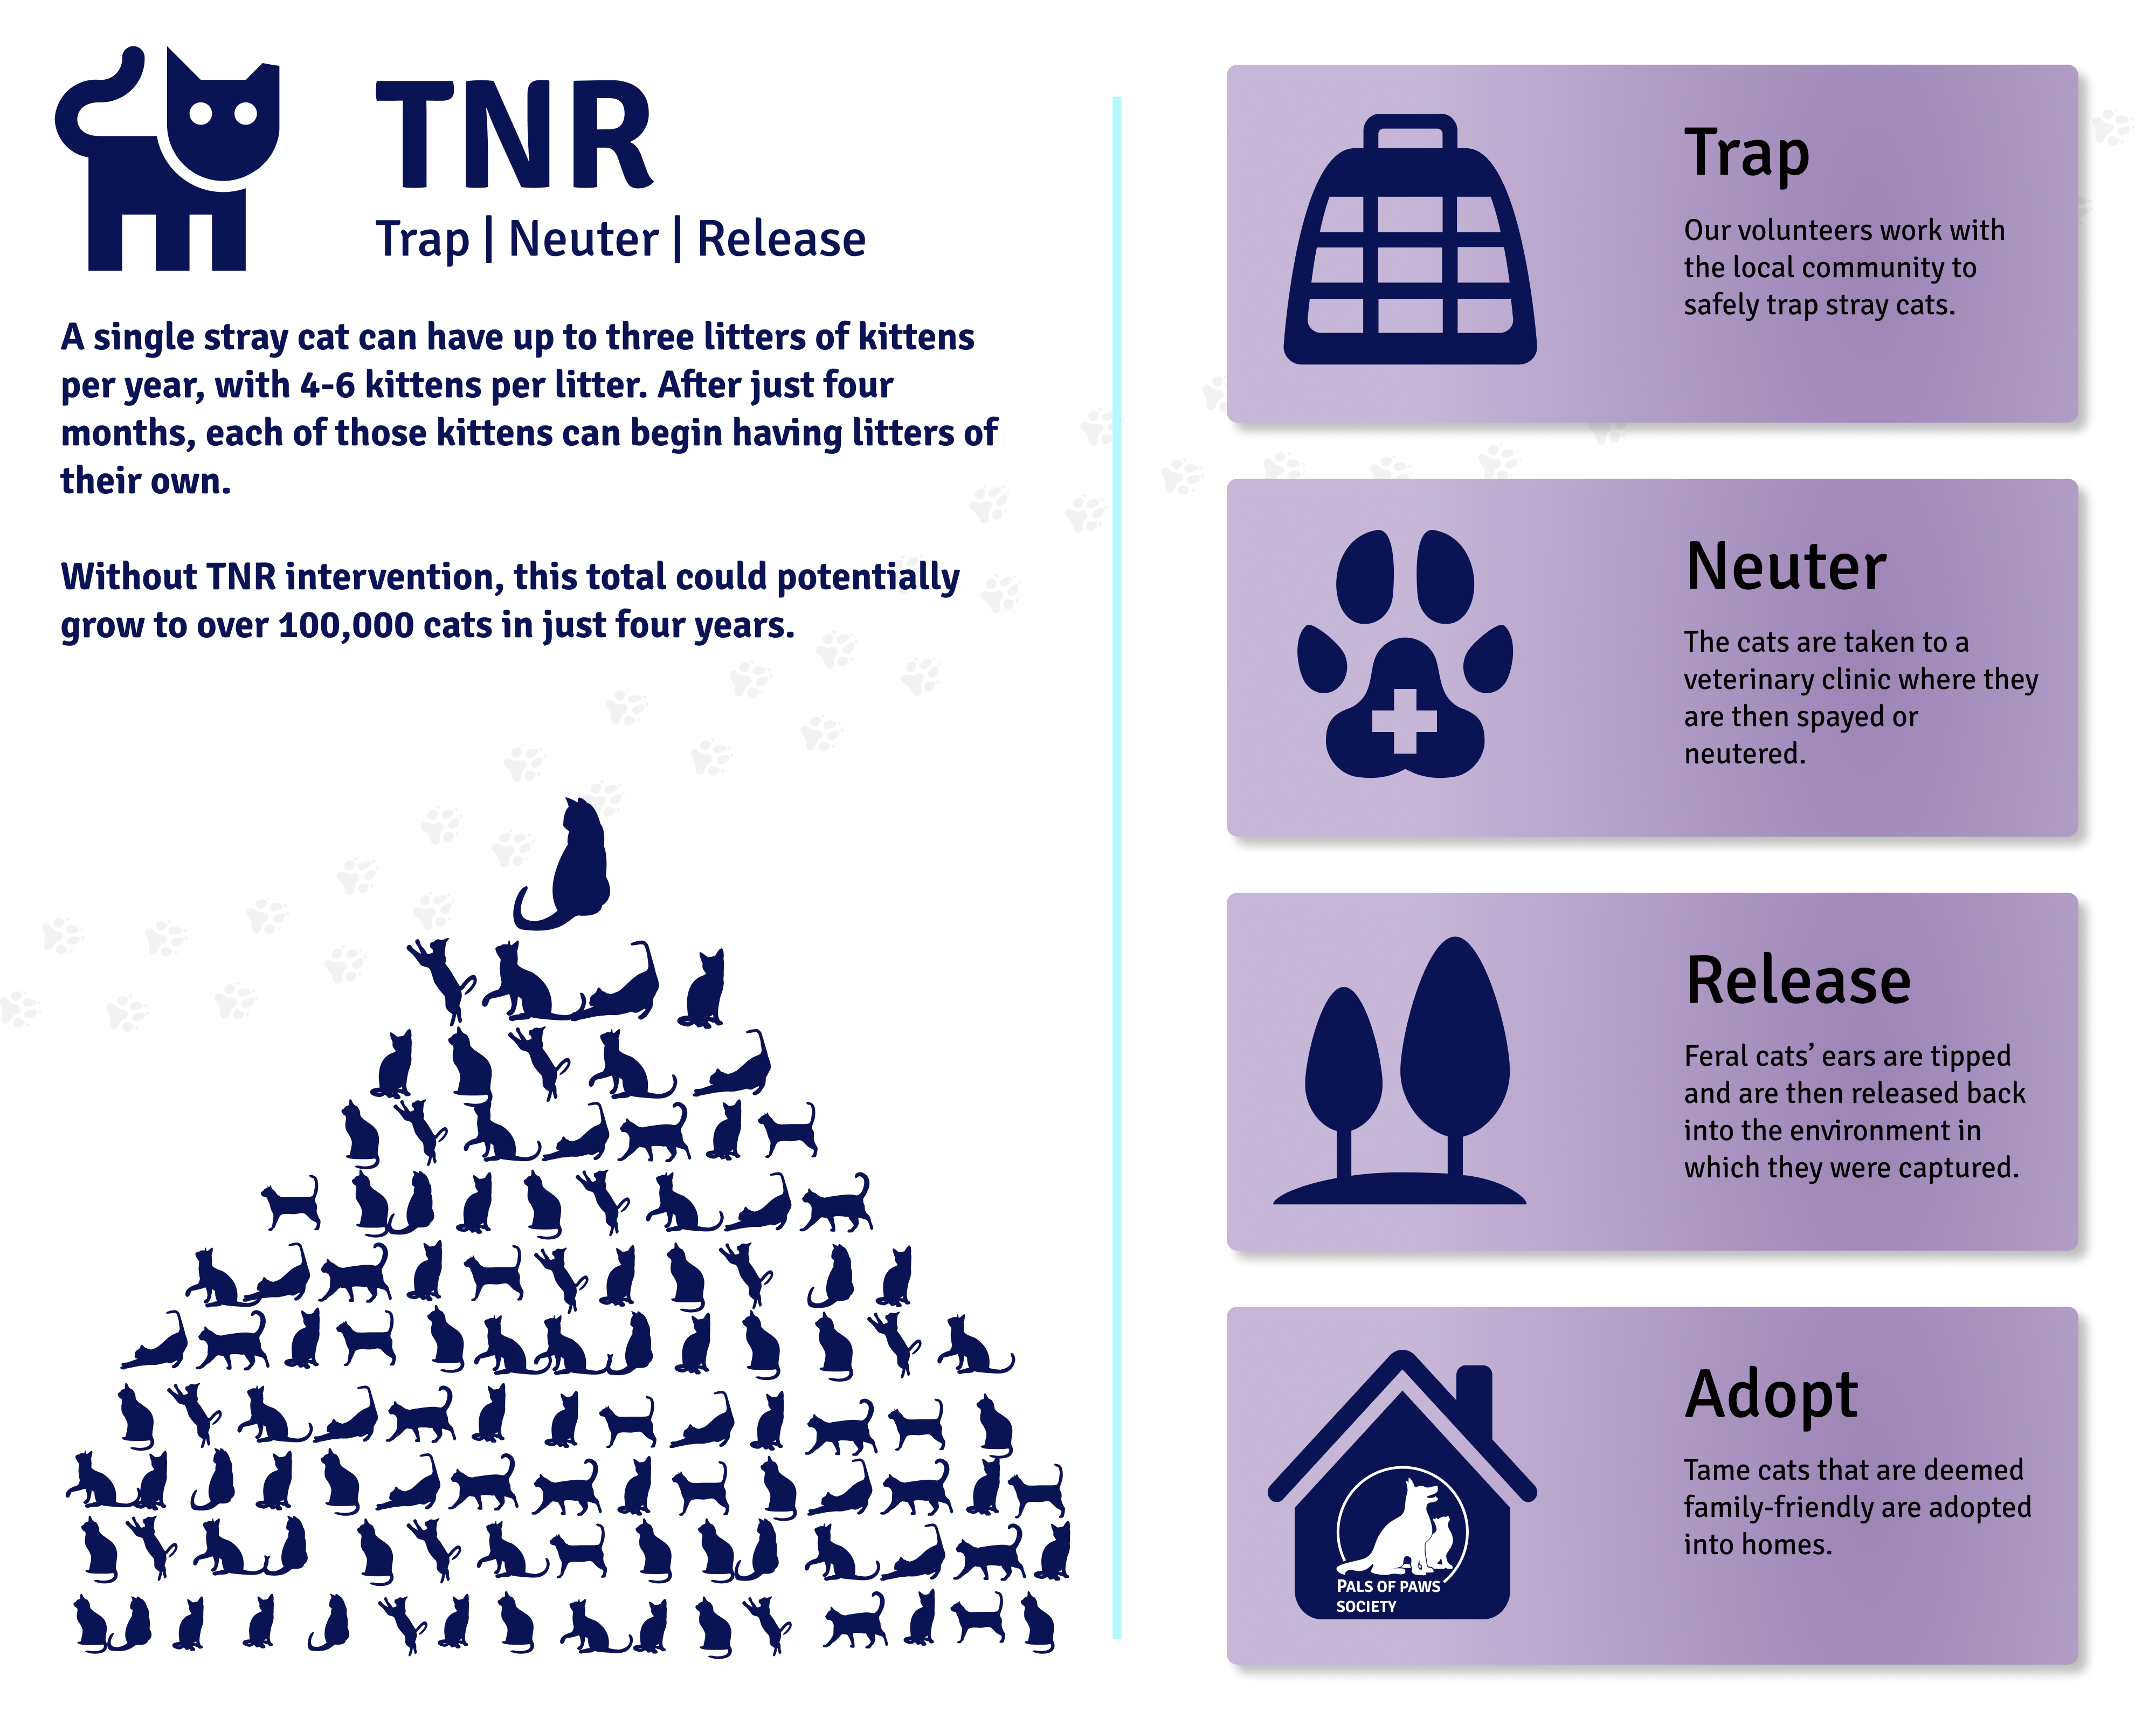 TNR
Trap | Neuter | Release
A single stray cat can have up to three litters of kittens
per year, with 4-6 kittens per litter. After just four
months, each of those kittens can begin having litters of
their own.
Without TNR intervention, this total could potentially
grow to over 100,000 cats in just four years.
Trap
Our volunteers work with
the local community to
safely trap stray cats.
Neuter
The cats are taken to a
veterinary clinic where they
are then spayed or
neutered.
Release
Feral cats’ ears are tipped
and are then released back
into the environment in
which they were captured.
Adopt
Tame cats that are deemed
family-friendly are adopted
into homes.
PALS OF PAWS
SOCIETY